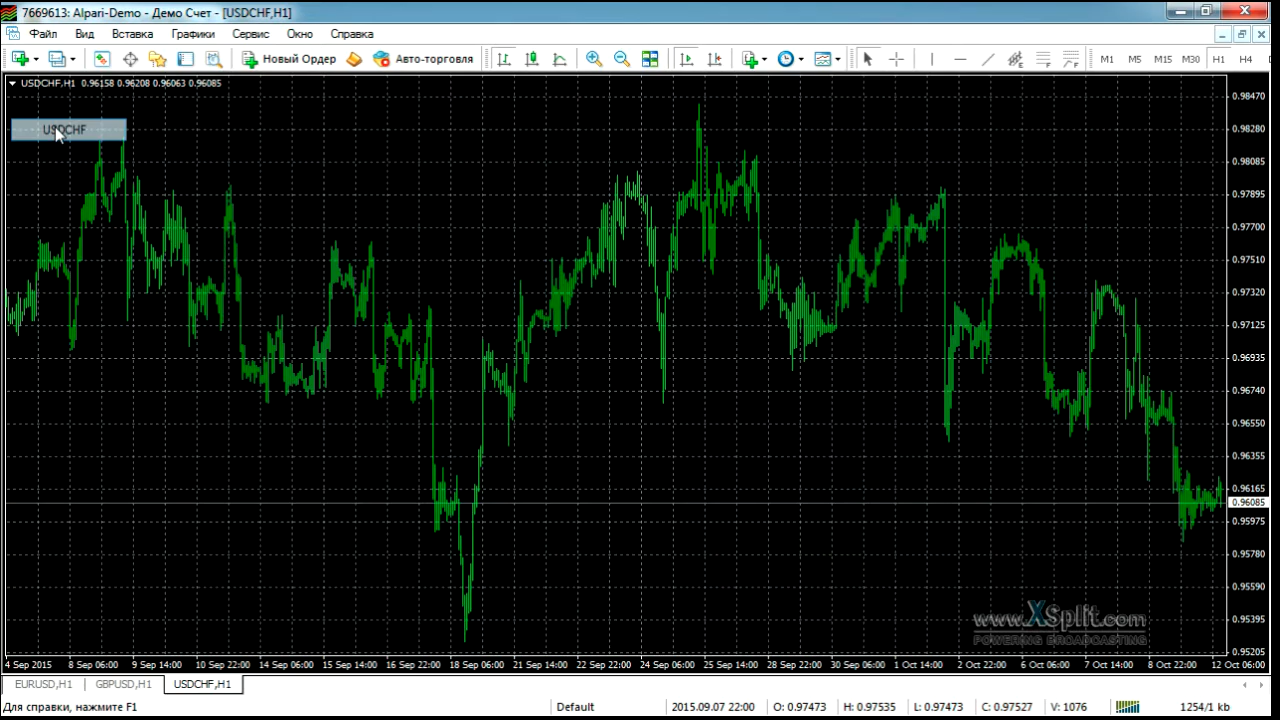 7669613: Alpari-Demo - Демо Счет - [USDCHF,H1]
Файл Вид Вставка Графики Сервис Окно Справка
Новый Ордер Авто-торговля M1 M5 M15 M30 H1 H4
USDCHF,H1 0.96158 0.96208 0.96063 0.96085
USDCHF
0.98470
0.98280
0.98085
0.97895
0.97700
0.97510
0.97320
0.97125
0.96935
0.96740
0.96550
0.96355
0.96165
0.96085
0.95975
0.95780
0.95590
0.95395
0.95205
www.XSplit.com
POWERING BROADCASTING
4 Sep 2015 8 Sep 06:00 9 Sep 14:00 10 Sep 22:00 14 Sep 06:00 15 Sep 14:00 16 Sep 22:00 18 Sep 06:00 21 Sep 14:00 22 Sep 22:00 24 Sep 06:00 25 Sep 14:00 28 Sep 22:00 30 Sep 06:00 1 Oct 14:00 2 Oct 22:00 6 Oct 06:00 7 Oct 14:00 8 Oct 22:00 12 Oct 06:00
EURUSD,H1 GBPUSD,H1 USDCHF,H1
Для справки, нажмите F1 Default 2015.09.07 22:00 O: 0.97473 H: 0.97535 L: 0.97473 C: 0.97527 V: 1076 1254/1 kb